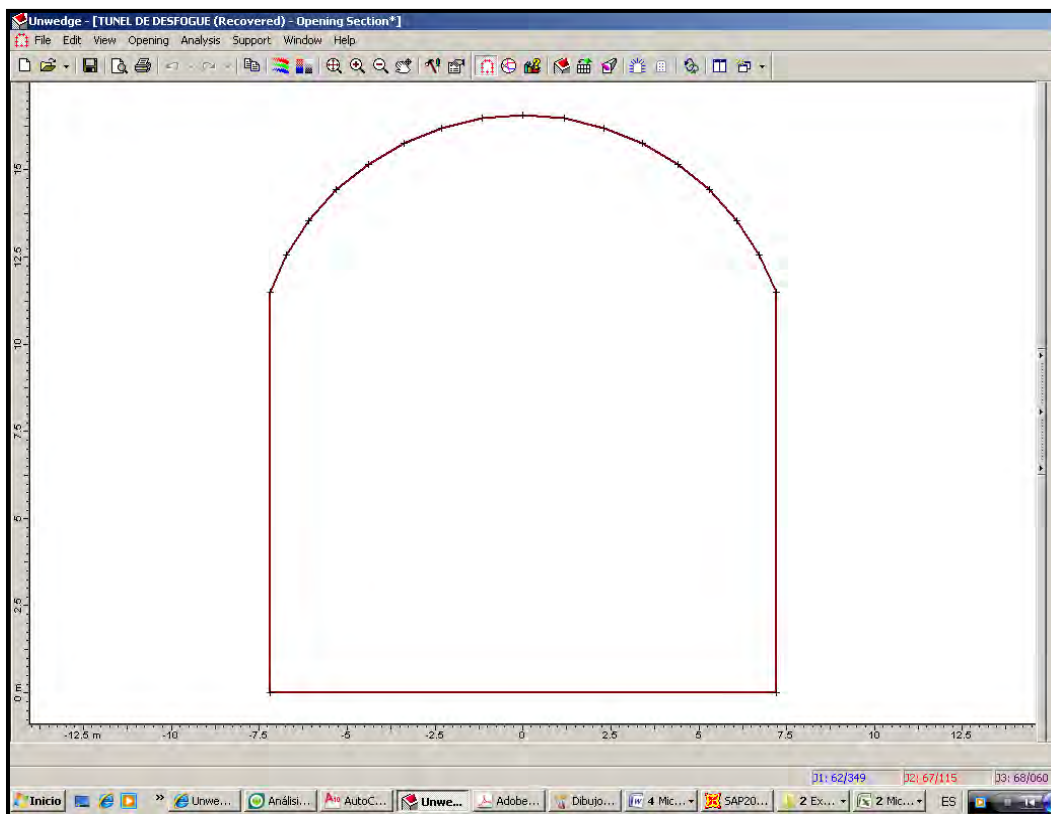 Unwedge - [TUNEL DE DESFOGUE (Recovered) - Opening Section*]
File Edit View Opening Analysis Support Window Help
15
12.5
10
7.5
5
2.5
0 m
-12.5 m -10 -7.5 -5 -2.5 0 2.5 5 7.5 10 12.5
J1: 62/349 J2: 67/115 J3: 68/060
Inicio » Unwe... Análisi... AutoC... Unwe... Adobe... Dibujo... 4 Mic... SAP20... 2 Ex... 2 Mic... ES